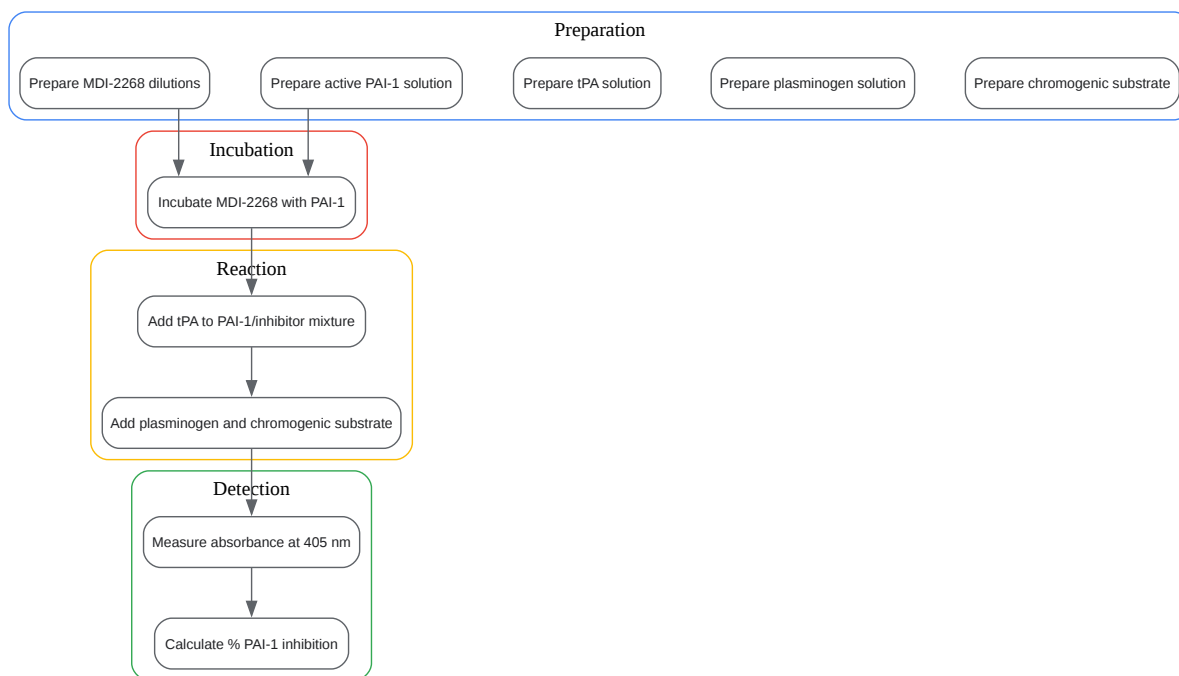 Preparation
Prepare MDI-2268 dilutions
Prepare active PAI-1 solution
Prepare tPA solution
Prepare plasminogen solution
Prepare chromogenic substrate
Incubation
Incubate MDI-2268 with PAI-1
Reaction
Add tPA to PAI-1/inhibitor mixture
Add plasminogen and chromogenic substrate
Detection
Measure absorbance at 405 nm
Calculate % PAI-1 inhibition